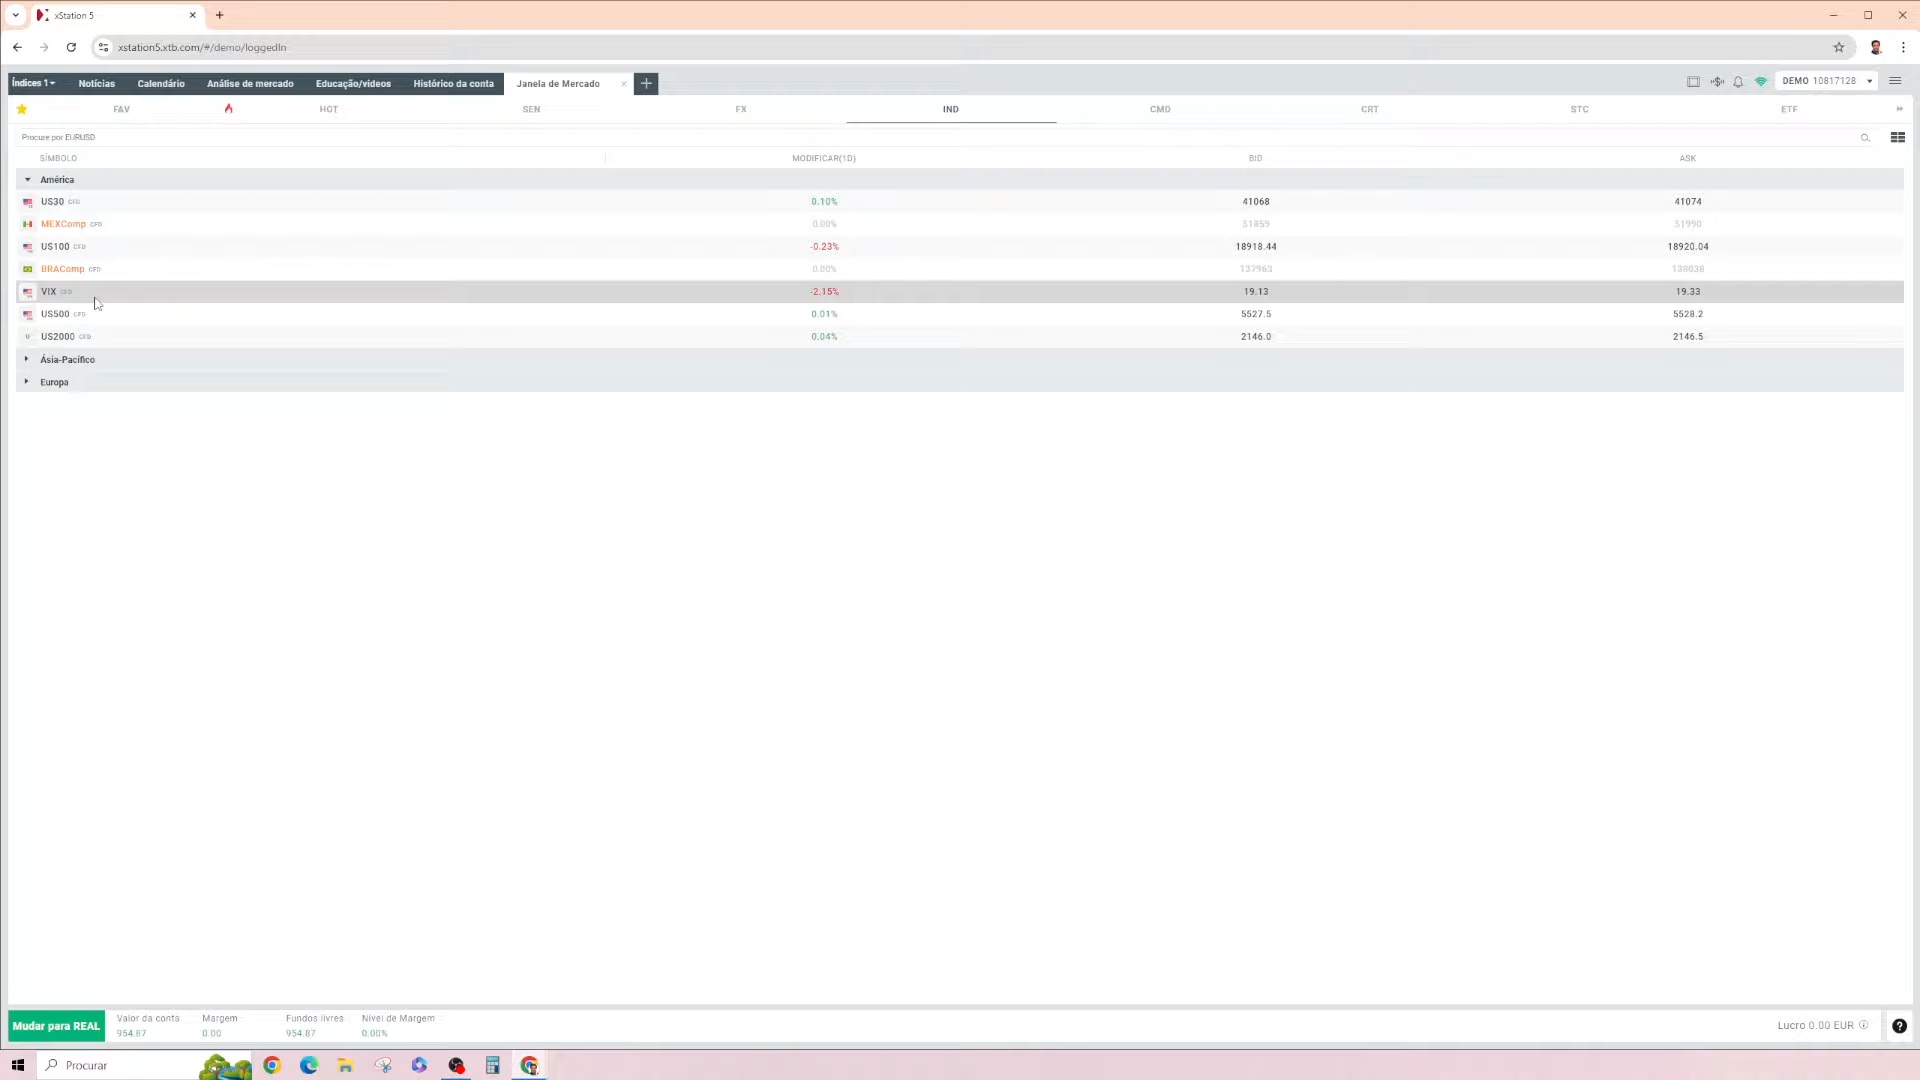 xStation 5
xstation5.xtb.com/#/demo/loggedIn
Índices 1 Notícias Calendário Análise de mercado Educação/videos Histórico da conta Janela de Mercado DEMO 10817128
FAV HOT SEN FX IND CMD CRT STC ETF
Procure por EURUSD
SÍMBOLO MODIFICAR(1D) BID ASK
América
US30 CFD 0.10% 41068 41074
MEXComp CFD 0.00% 51859 51990
US100 CFD -0.23% 18918.44 18920.04
BRAComp CFD 0.00% 137963 138038
VIX CFD -2.15% 19.13 19.33
US500 CFD 0.01% 5527.5 5528.2
US2000 CFD 0.04% 2146.0 2146.5
Ásia-Pacífico
Europa
Mudar para REAL
Valor da conta Margem Fundos livres Nível de Margem
954.87 0.00 954.87 0.00%
Lucro 0.00 EUR
Procurar